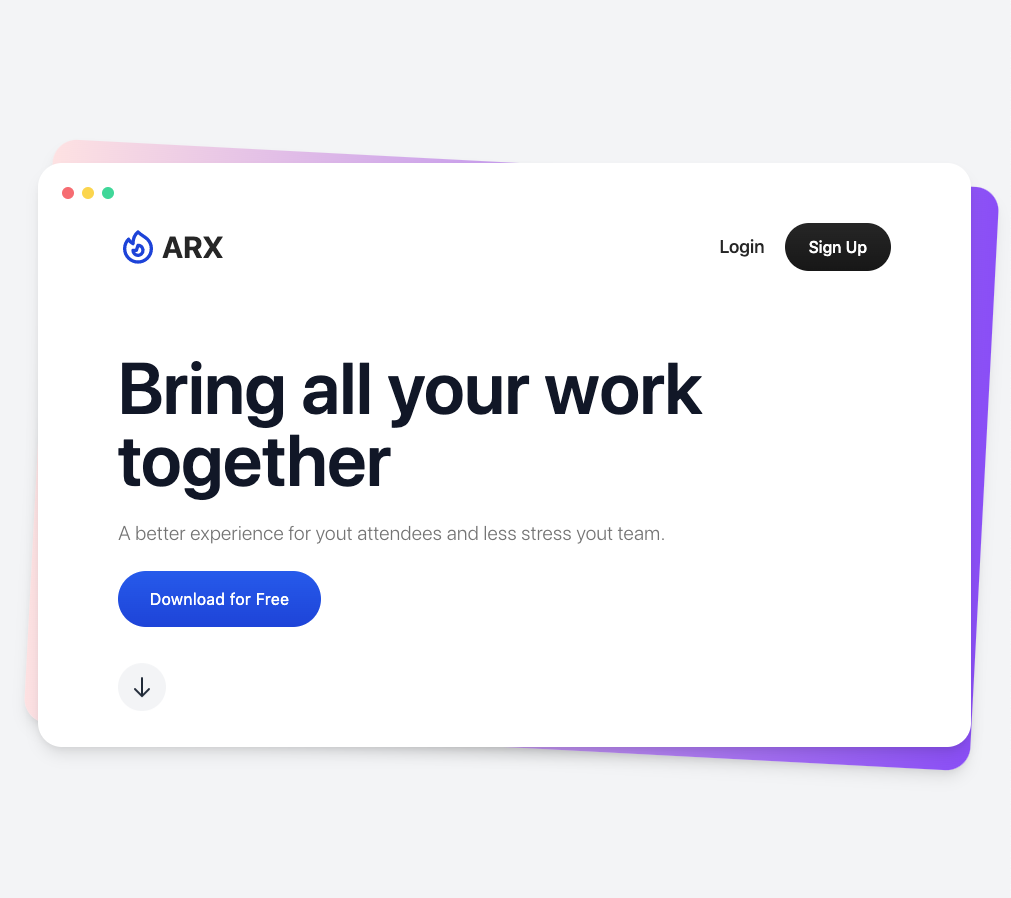 ARX
Login
Sign Up
Bring all your work
together
A better experience for yout attendees and less stress yout team.
Download for Free